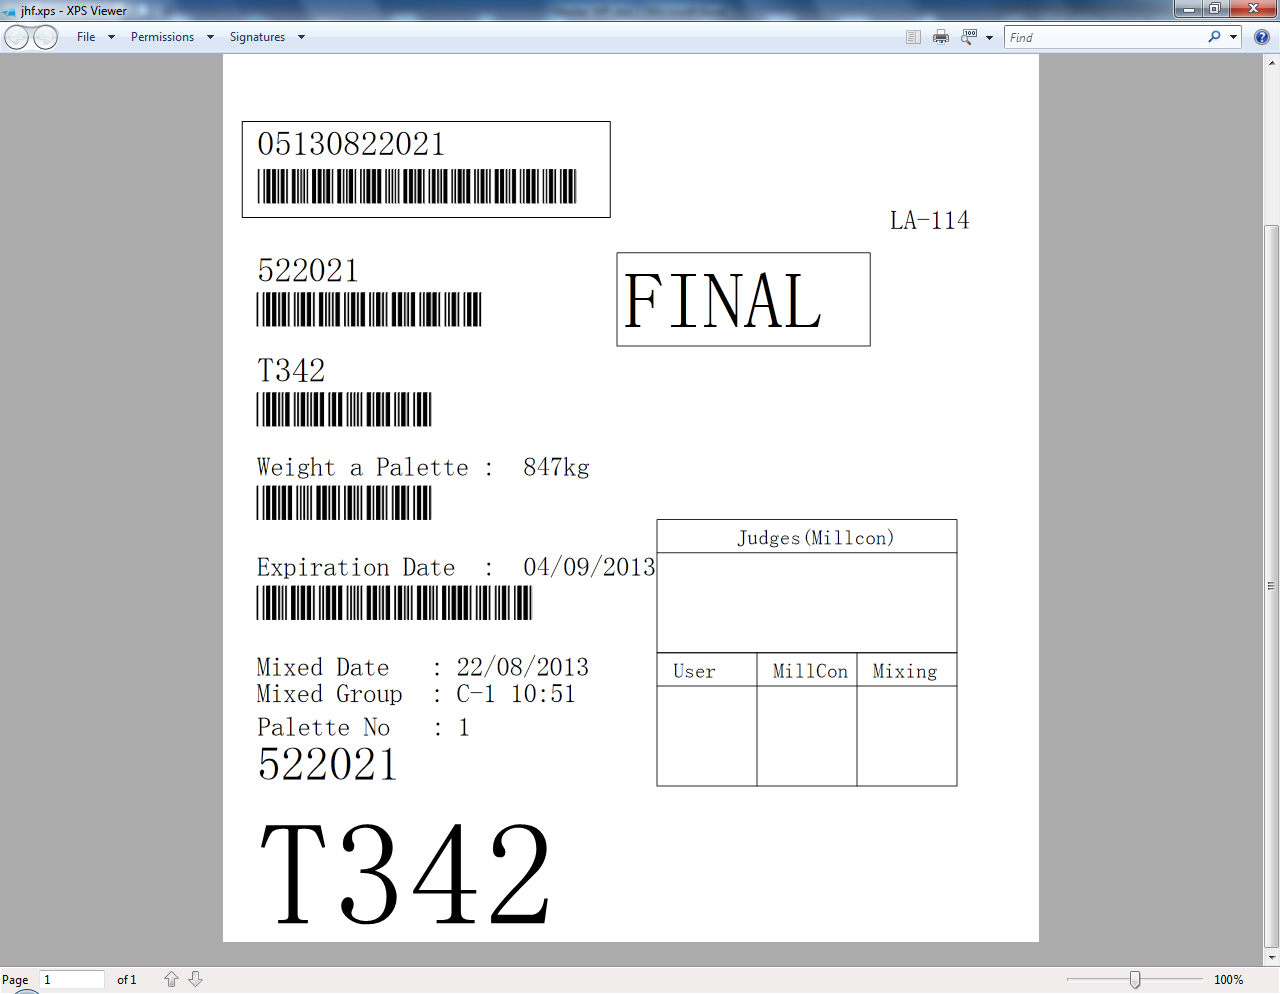 jhf.xps - XPS Viewer
File Permissions Signatures
Find
05130822021
LA-114
522021
FINAL
T342
Weight a Palette : 847kg
Judges(Millcon)
Expiration Date : 04/09/2013
Mixed Date : 22/08/2013
User MillCon Mixing
Mixed Group : C-1 10:51
Palette No : 1
522021
T342
Page 1 of 1 100%